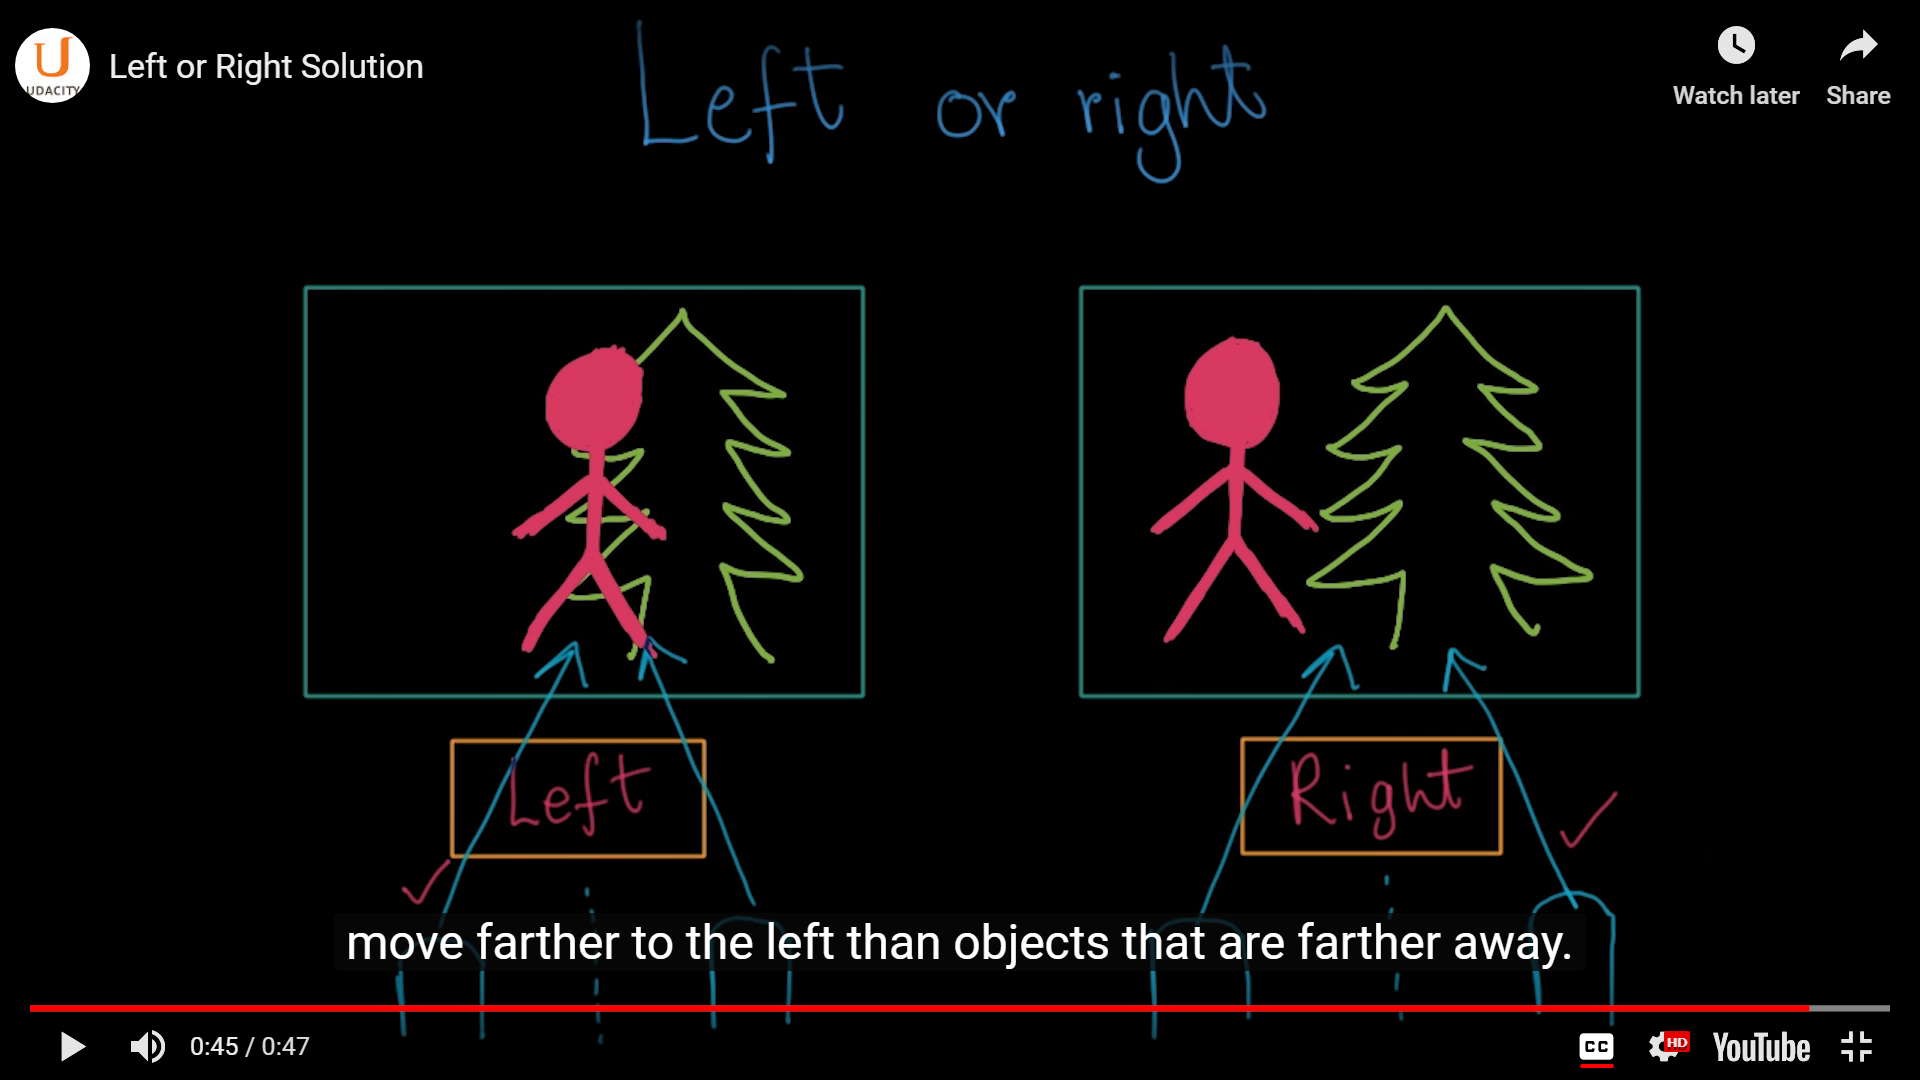 UDACITY
Left or Right Solution
Watch later
Share
Left or right
Left
Right
move farther to the left than objects that are farther away.
0:45 / 0:47
CC
HD
YouTube